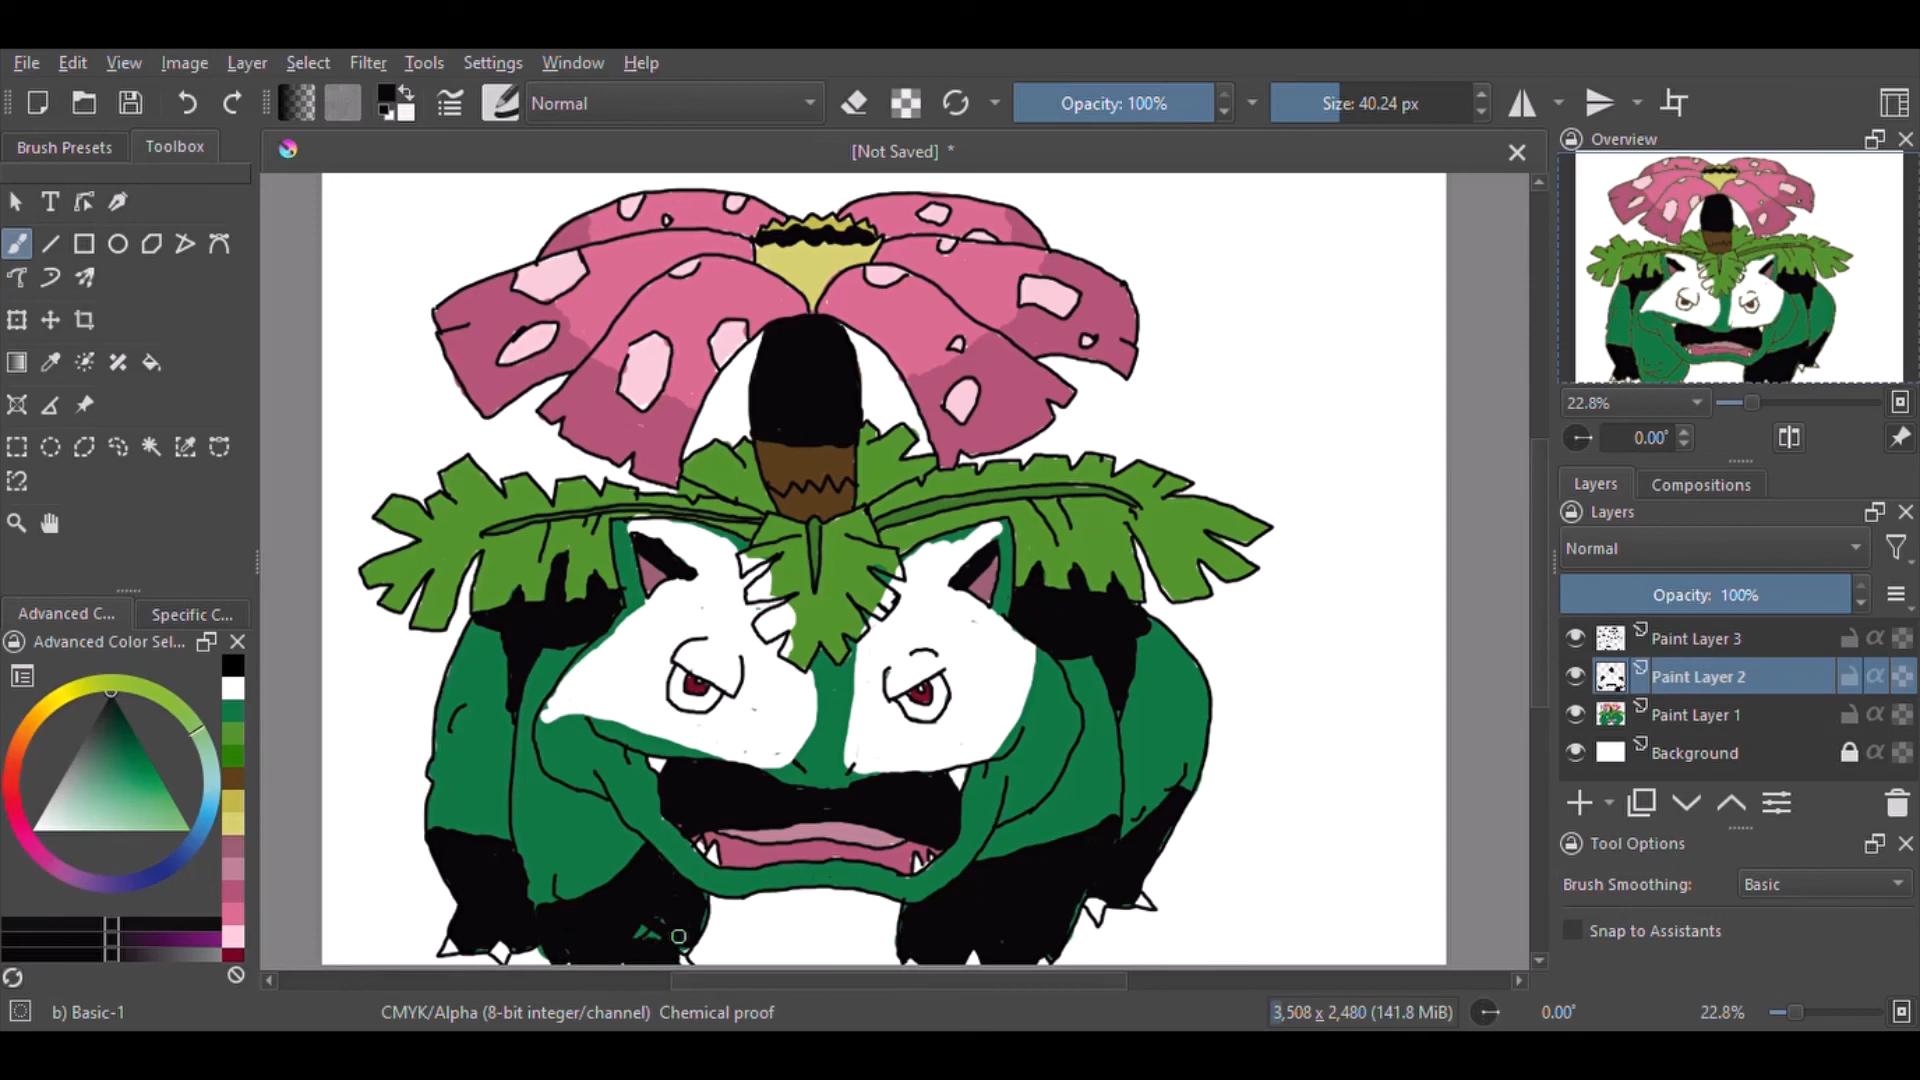 File Edit View Image Layer Select Filter Tools Settings Window Help
Normal
Opacity: 100%
Size: 40.24 px
Brush Presets
Toolbox
[Not Saved] *
Overview
22.8%
0.00°
Layers
Compositions
Layers
Normal
Opacity: 100%
Paint Layer 3
Paint Layer 2
Paint Layer 1
Background
Tool Options
Brush Smoothing: Basic
Snap to Assistants
Advanced C...
Specific C...
Advanced Color Sel...
b) Basic-1
CMYK/Alpha (8-bit integer/channel) Chemical proof
3,508 x 2,480 (141.8 MiB)
0.00°
22.8%